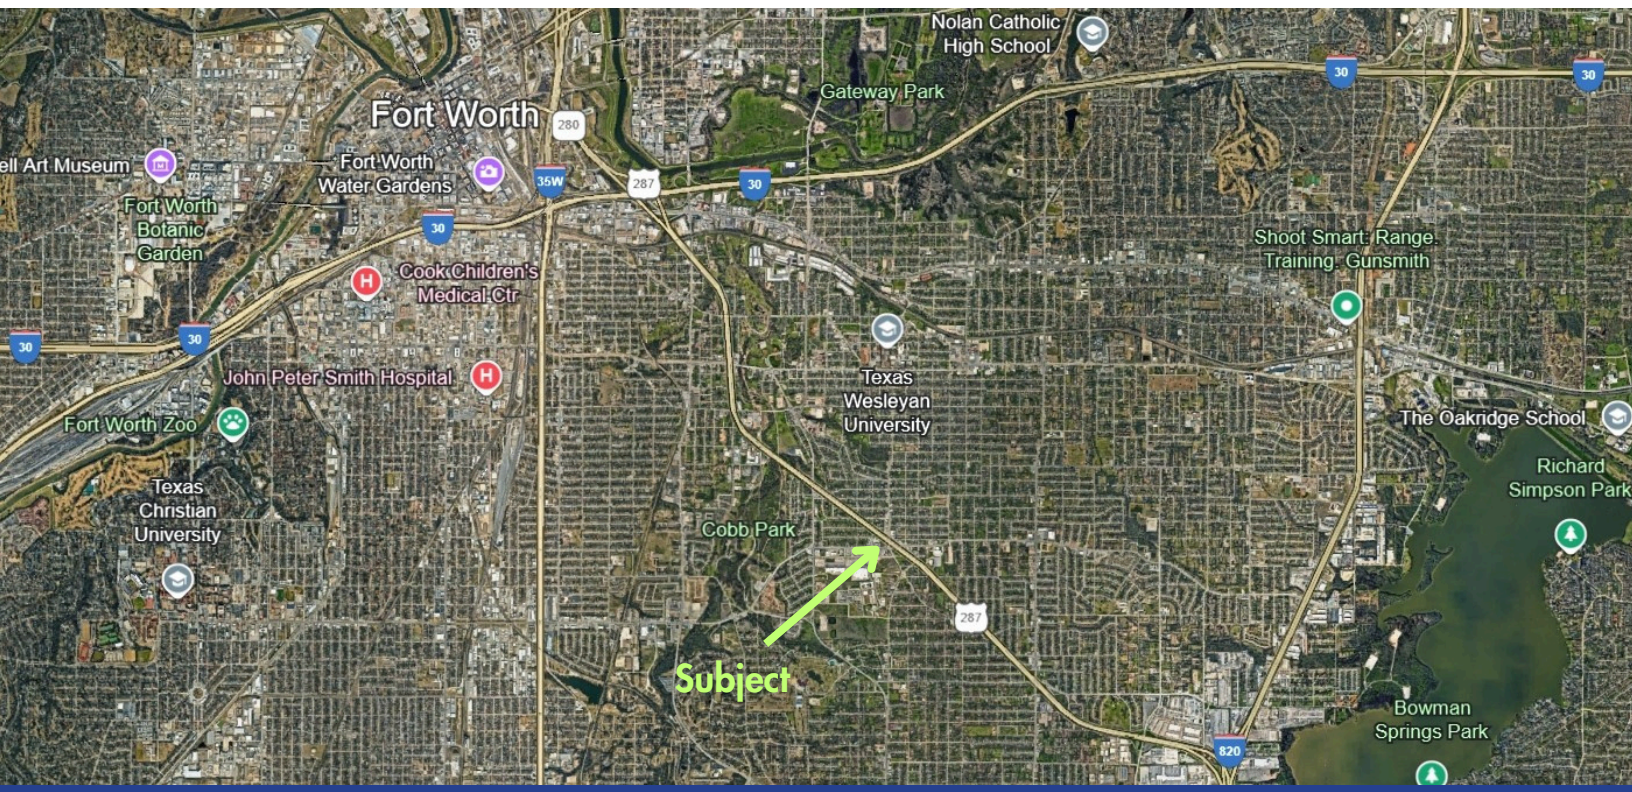 Nolan Catholic
High School
30
30
Gateway Park
Fort Worth
280
ell Art Museum
Fort Worth
Water Gardens
35W
287
30
Fort Worth
Botanic
Garden
30
Shoot Smart: Range.
Training. Gunsmith
Cook Children's
Medical Ctr
H
30
30
John Peter Smith Hospital
H
Texas
Wesleyan
University
Fort Worth Zoo
The Oakridge School
Richard
Simpson Park
Texas
Christian
University
Cobb Park
287
Subject
Bowman
Springs Park
820